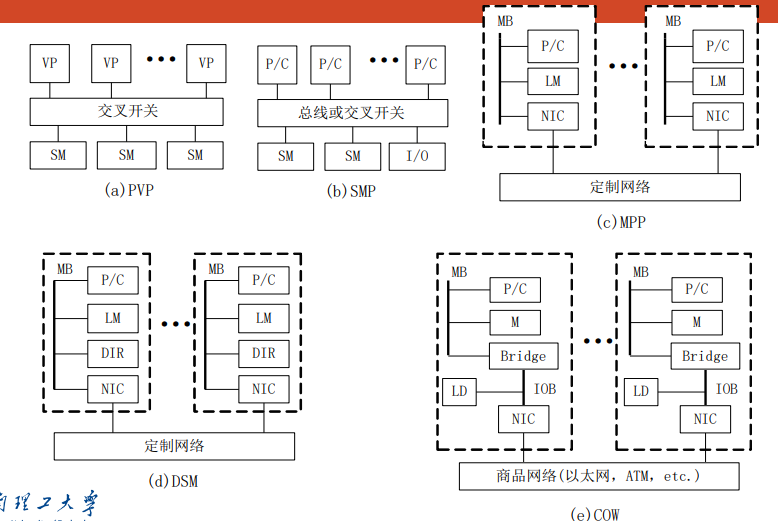 VP VP ••• VP
交叉开关
SM SM SM
(a)PVP
P/C P/C ••• P/C
总线或交叉开关
SM SM I/O
(b)SMP
MB MB
P/C ••• P/C
LM LM
NIC NIC
定制网络
(c)MPP
MB MB
P/C P/C
LM ••• LM
DIR DIR
NIC NIC
定制网络
(d)DSM
MB MB
P/C P/C
M ••• M
Bridge Bridge
LD IOB LD IOB
NIC NIC
商品网络(以太网, ATM, etc.)
(e)COW
理工大学